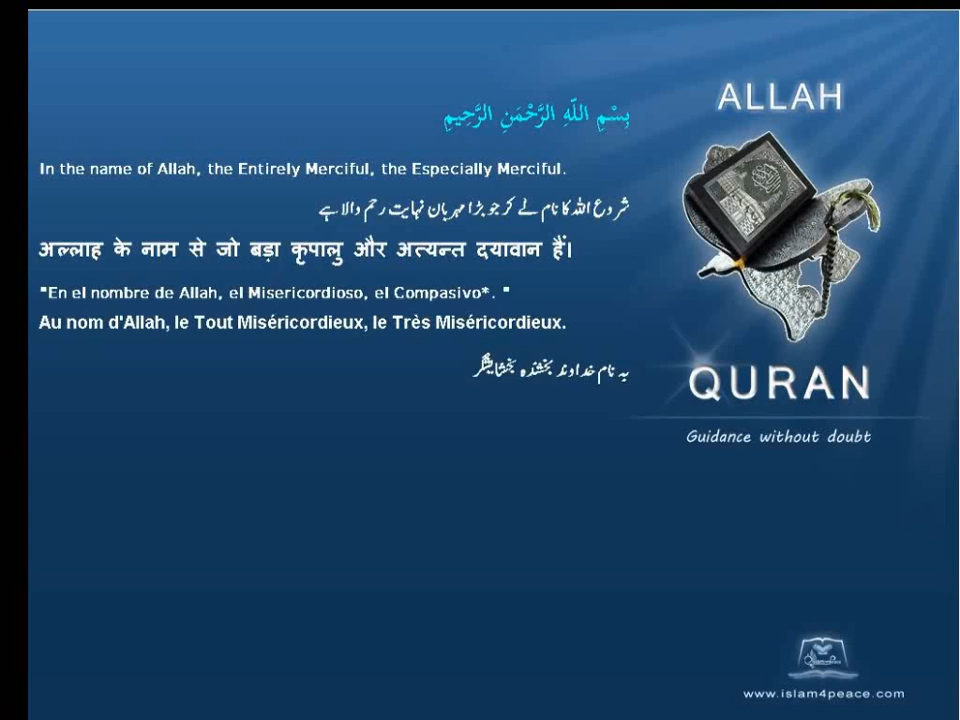 بِسْمِ اللَّهِ الرَّحْمَنِ الرَّحِيمِ
In the name of Allah, the Entirely Merciful, the Especially Merciful.
شروع الله کا نام لے کر جو بڑا مہربان نہایت رحم والا ہے
अल्लाह के नाम से जो बड़ा कृपालु और अत्यन्त दयावान हैं।
"En el nombre de Allah, el Misericordioso, el Compasivo*. "
Au nom d'Allah, le Tout Miséricordieux, le Très Miséricordieux.
به نام خداوند بخشنده بخشایشگر
ALLAH
QURAN
Guidance without doubt
www.islam4peace.com